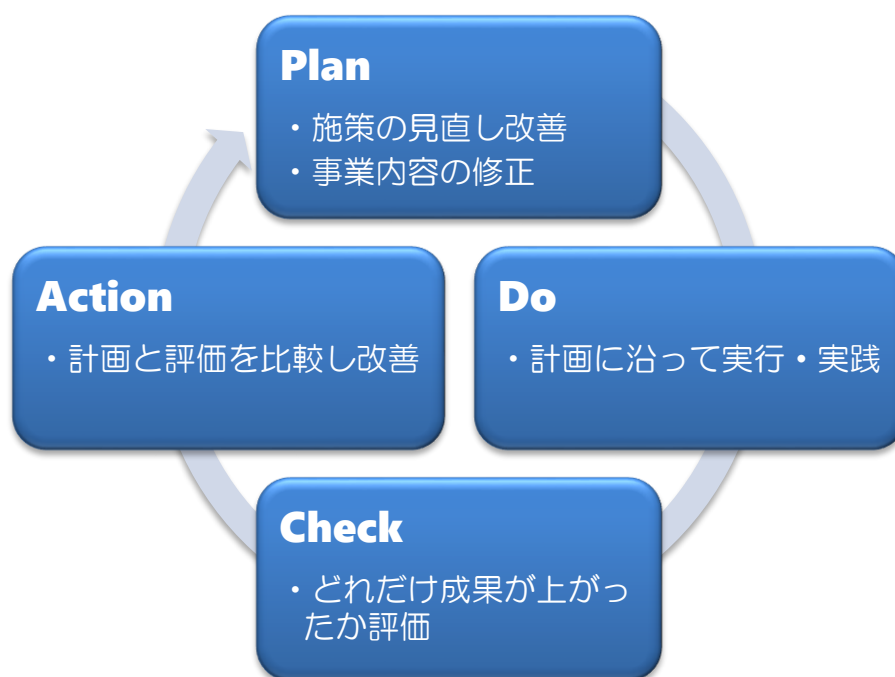 Plan
・施策の見直し改善
・事業内容の修正
Action
・計画と評価を比較し改善
Do
・計画に沿って実行・実践
Check
・どれだけ成果が上がっ
たか評価